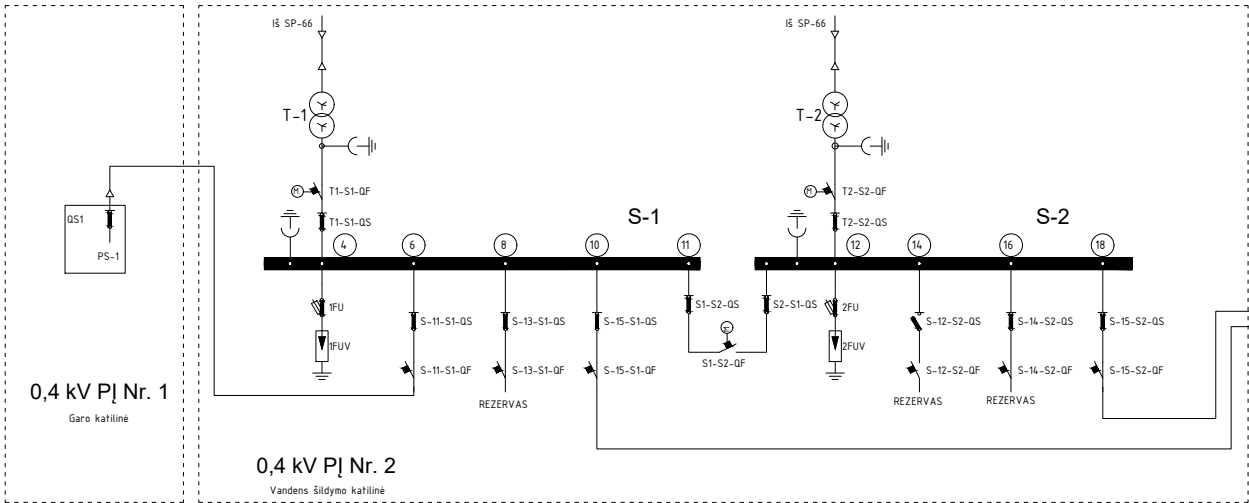 Iš SP-66
Iš SP-66
T-1
T-2
M
T1-S1-QF
M
T2-S2-QF
QS1
PS-1
T1-S1-QS
T2-S2-QS
S-1
S-2
4
6
8
10
11
12
14
16
18
1FU
S-11-S1-QS
S-13-S1-QS
S-15-S1-QS
S1-S2-QS
S2-S1-QS
2FU
S-12-S2-QS
S-14-S2-QS
S-15-S2-QS
1FUV
2FUV
S1-S2-QF
S-11-S1-QF
S-13-S1-QF
S-15-S1-QF
S-12-S2-QF
S-14-S2-QF
S-15-S2-QF
REZERVAS
REZERVAS
REZERVAS
0,4 kV PĮ Nr. 1
Garo katilinė
0,4 kV PĮ Nr. 2
Vandens šildymo katilinė